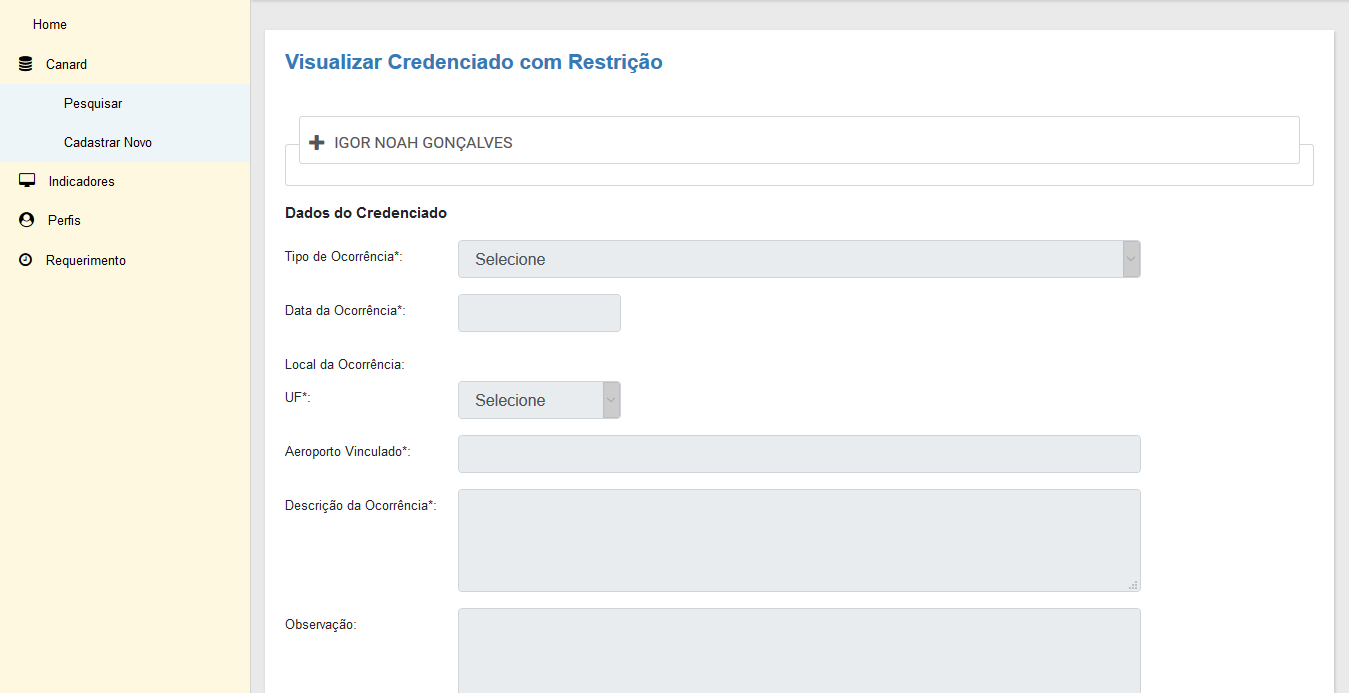 Home
Canard
Pesquisar
Cadastrar Novo
Indicadores
Perfis
Requerimento
Visualizar Credenciado com Restrição
IGOR NOAH GONÇALVES
Dados do Credenciado
Tipo de Ocorrência*: Selecione
Data da Ocorrência*:
Local da Ocorrência:
UF*: Selecione
Aeroporto Vinculado*:
Descrição da Ocorrência*:
Observação: